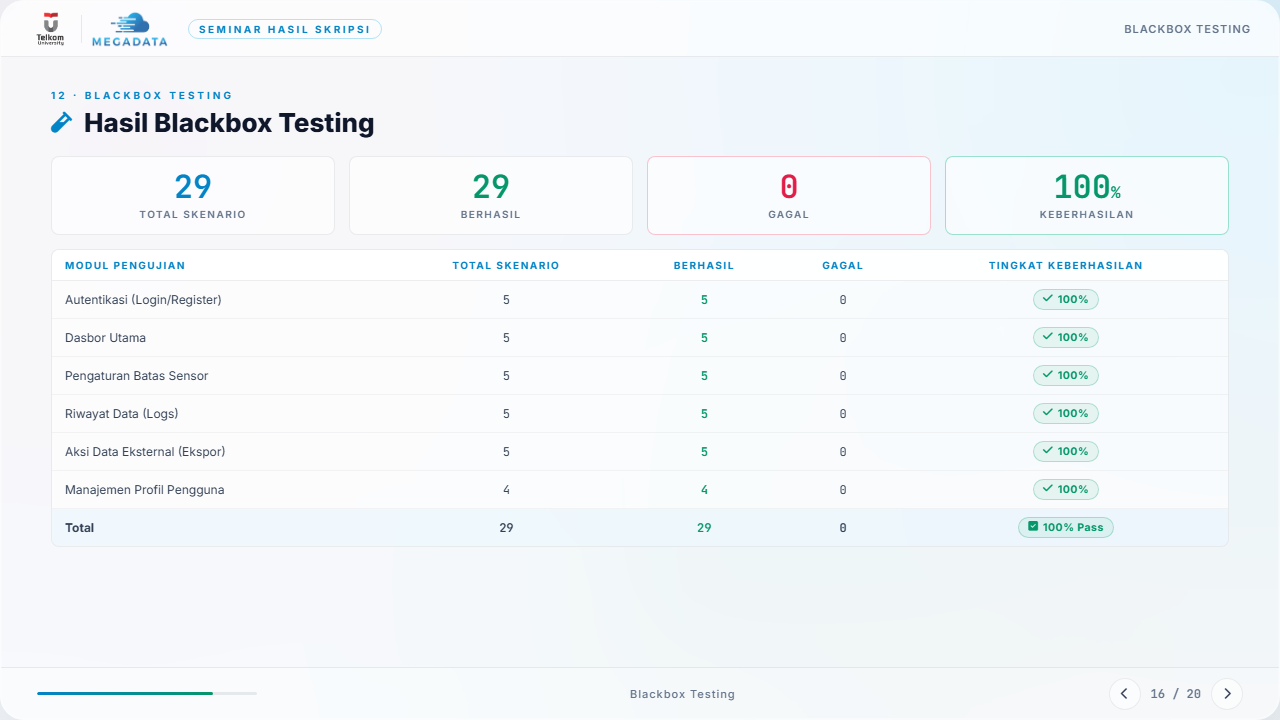 Telkom
University
MEGADATA
SEMINAR HASIL SKRIPSI
BLACKBOX TESTING
12 · BLACKBOX TESTING
Hasil Blackbox Testing
29
TOTAL SKENARIO
29
BERHASIL
0
GAGAL
100%
KEBERHASILAN
MODUL PENGUJIAN TOTAL SKENARIO BERHASIL GAGAL TINGKAT KEBERHASILAN
Autentikasi (Login/Register) 5 5 0 100%
Dasbor Utama 5 5 0 100%
Pengaturan Batas Sensor 5 5 0 100%
Riwayat Data (Logs) 5 5 0 100%
Aksi Data Eksternal (Ekspor) 5 5 0 100%
Manajemen Profil Pengguna 4 4 0 100%
Total 29 29 0 100% Pass
Blackbox Testing
16 / 20